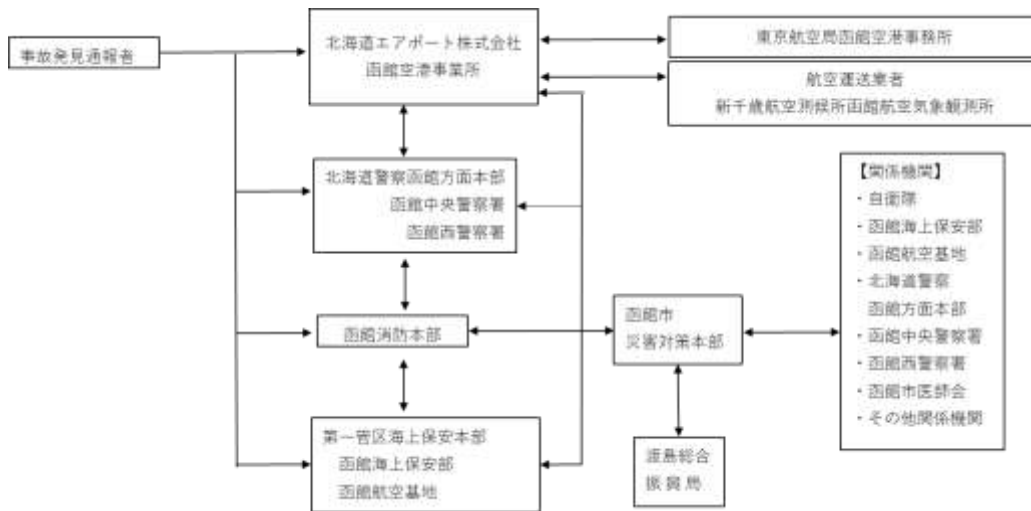 事故発見通報者
北海道エアポート株式会社
函館空港事業所
東京航空局函館空港事務所
航空運送業者
新千歳航空測候所函館航空気象観測所
北海道警察函館方面本部
函館中央警察署
函館西警察署
函館消防本部
第一管区海上保安本部
函館海上保安部
函館航空基地
函館市
災害対策本部
渡島総合
振興局
【関係機関】
・自衛隊
・函館海上保安部
・函館航空基地
・北海道警察
函館方面本部
・函館中央警察署
・函館西警察署
・函館市医師会
・その他関係機関